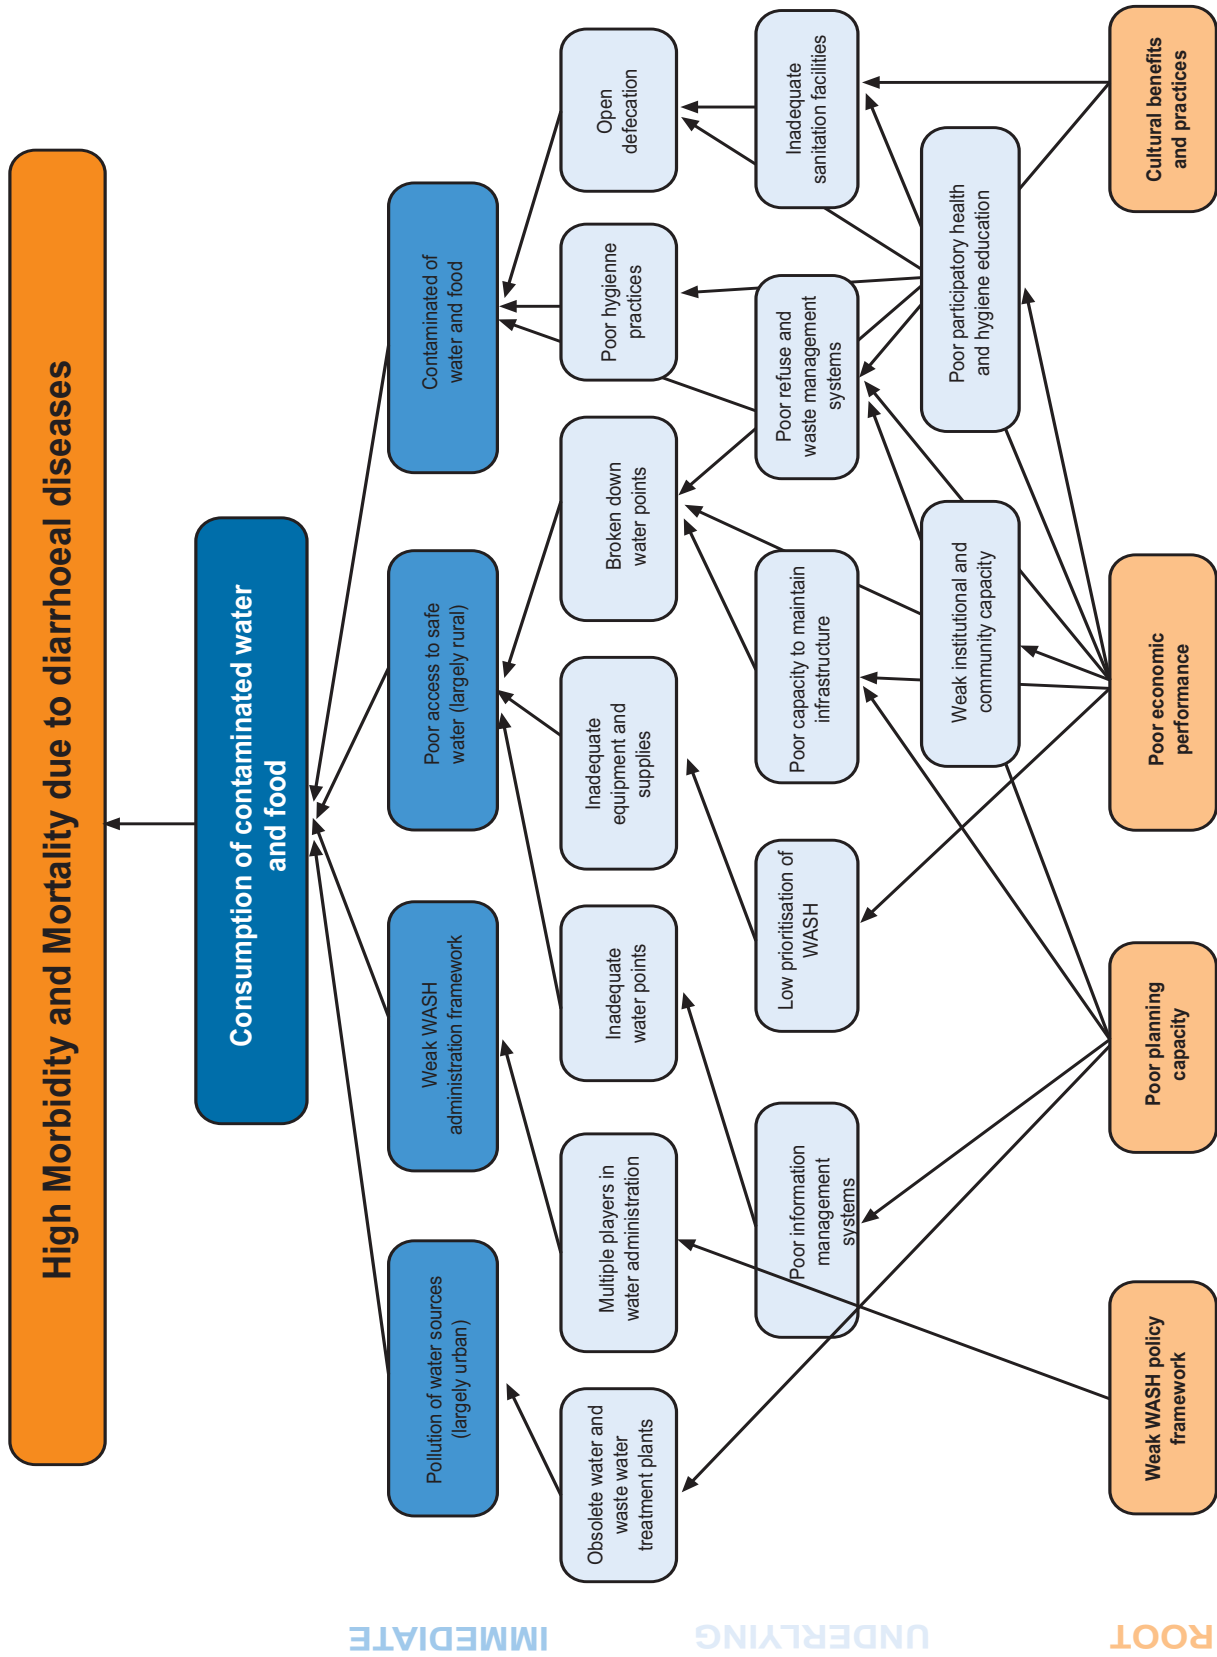 High Morbidity and Mortality due to diarrhoeal diseases
Consumption of contaminated water
and food
IMMEDIATE
Pollution of water sources
(largely urban)
Weak WASH
administration framework
Poor access to safe
water (largely rural)
Contaminated of
water and food
UNDERLYING
Obsolete water and
waste water
treatment plants
Multiple players in
water administration
Inadequate
water points
Inadequate
equipment and
supplies
Broken down
water points
Poor hygienne
practices
Open
defecation
Poor information
management
systems
Low prioritisation of
WASH
Poor capacity to maintain
infrastructure
Poor refuse and
waste management
systems
Inadequate
sanitation facilities
Weak institutional and
community capacity
Poor participatory health
and hygiene education
ROOT
Weak WASH policy
framework
Poor planning
capacity
Poor economic
performance
Cultural benefits
and practices